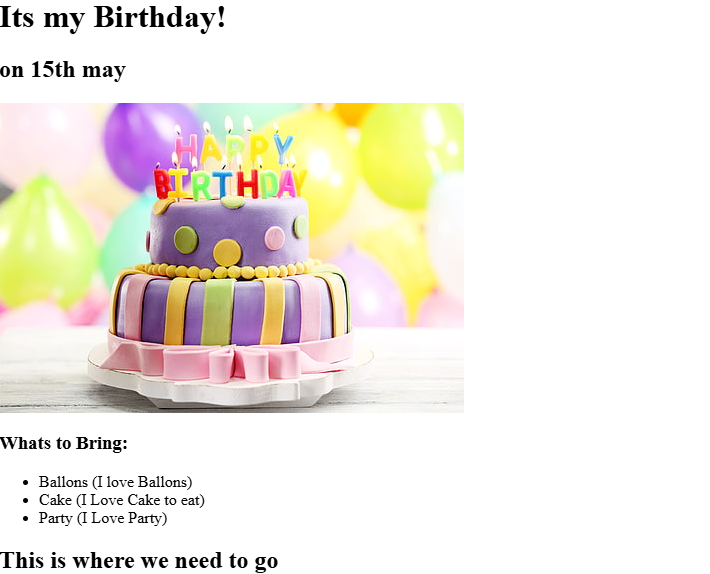 Its my Birthday!
on 15th may
HAPPY
BIRTHDAY
Whats to Bring:
Ballons (I love Ballons)
Cake (I Love Cake to eat)
Party (I Love Party)
This is where we need to go